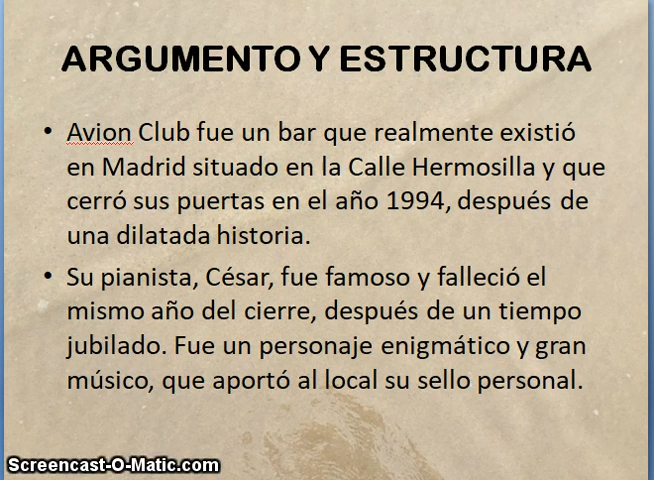 ARGUMENTO Y ESTRUCTURA
• Avion Club fue un bar que realmente existió
en Madrid situado en la Calle Hermosilla y que
cerró sus puertas en el año 1994, después de
una dilatada historia.
• Su pianista, César, fue famoso y falleció el
mismo año del cierre, después de un tiempo
jubilado. Fue un personaje enigmático y gran
músico, que aportó al local su sello personal.
Screencast-O-Matic.com